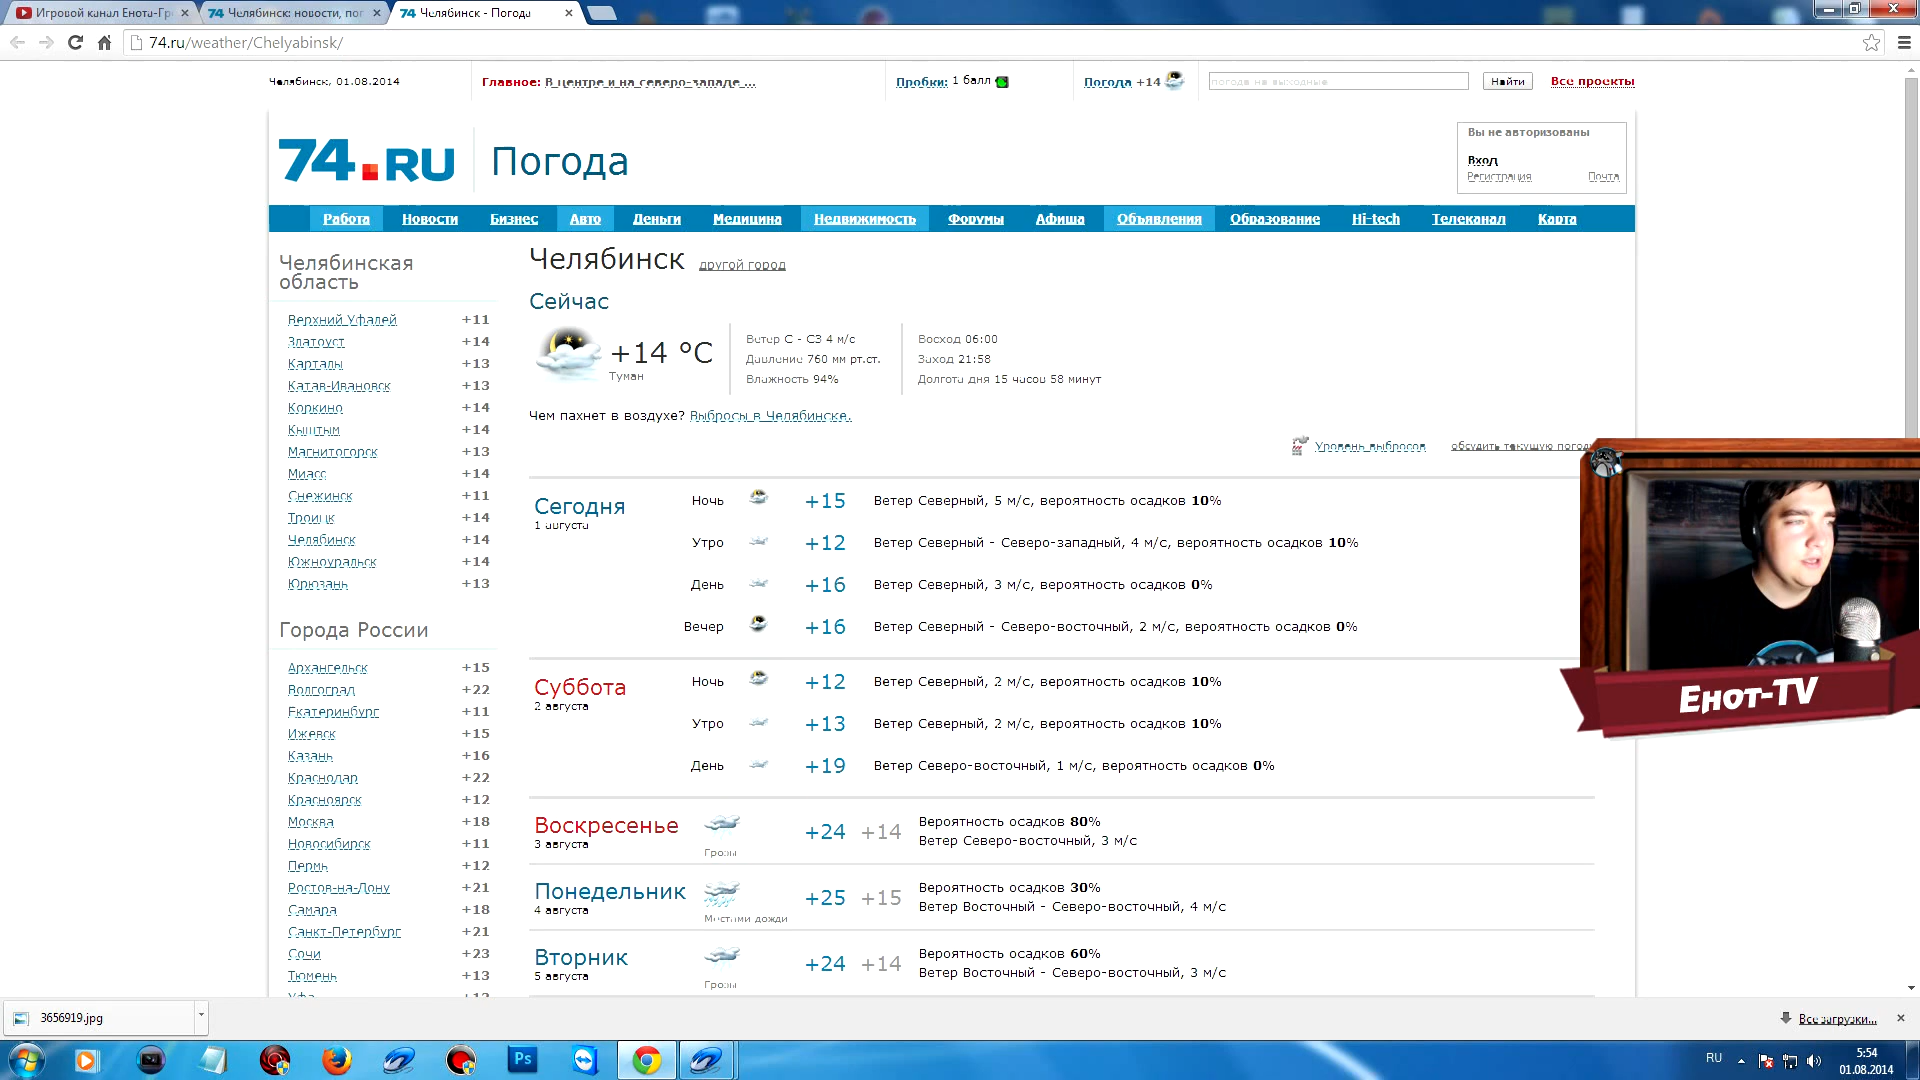 Игровой канал Енота-Гре
74 Челябинск: новости, пог
74 Челябинск - Погода
74.ru/weather/Chelyabinsk/
Челябинск, 01.08.2014
Главное: В центре и на северо-западе ...
Пробки: 1 балл
Погода +14
погода на выходные
Найти
Все проекты
74.RU
Погода
Вы не авторизованы
Вход
Регистрация
Почта
Работа Новости Бизнес Авто Деньги Медицина Недвижимость Форумы Афиша Объявления Образование Hi-tech Телеканал Карта
Челябинская
область
Верхний Уфалей +11
Златоуст +14
Карталы +13
Катав-Ивановск +13
Коркино +14
Кыштым +14
Магнитогорск +13
Миасс +14
Снежинск +11
Троицк +14
Челябинск +14
Южноуральск +14
Юрюзань +13
Города России
Архангельск +15
Волгоград +22
Екатеринбург +11
Ижевск +15
Казань +16
Краснодар +22
Красноярск +12
Москва +18
Новосибирск +11
Пермь +12
Ростов-на-Дону +21
Самара +18
Санкт-Петербург +21
Сочи +23
Тюмень +13
Челябинск другой город
Сейчас
+14 °C
Туман
Ветер С - СЗ 4 м/с
Давление 760 мм рт.ст.
Влажность 94%
Восход 06:00
Заход 21:58
Долгота дня 15 часов 58 минут
Чем пахнет в воздухе? Выбросы в Челябинске.
Уровень выбросов
обсудить текущую погоду
Сегодня
1 августа
Ночь +15 Ветер Северный, 5 м/с, вероятность осадков 10%
Утро +12 Ветер Северный - Северо-западный, 4 м/с, вероятность осадков 10%
День +16 Ветер Северный, 3 м/с, вероятность осадков 0%
Вечер +16 Ветер Северный - Северо-восточный, 2 м/с, вероятность осадков 0%
Суббота
2 августа
Ночь +12 Ветер Северный, 2 м/с, вероятность осадков 10%
Утро +13 Ветер Северный, 2 м/с, вероятность осадков 10%
День +19 Ветер Северо-восточный, 1 м/с, вероятность осадков 0%
Воскресенье
3 августа
Грозы
+24 +14
Вероятность осадков 80%
Ветер Северо-восточный, 3 м/с
Понедельник
4 августа
Местами дожди
+25 +15
Вероятность осадков 30%
Ветер Восточный - Северо-восточный, 4 м/с
Вторник
5 августа
Грозы
+24 +14
Вероятность осадков 60%
Ветер Восточный - Северо-восточный, 3 м/с
Енот-TV
3656919.jpg
Все загрузки...
Ps
RU
5:54
01.08.2014